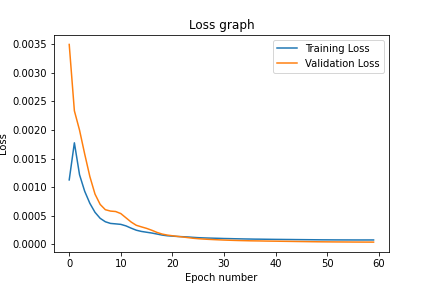 Loss graph
0.0035
0.0030
0.0025
0.0020
0.0015
0.0010
0.0005
0.0000
Loss
Training Loss
Validation Loss
0 10 20 30 40 50 60
Epoch number